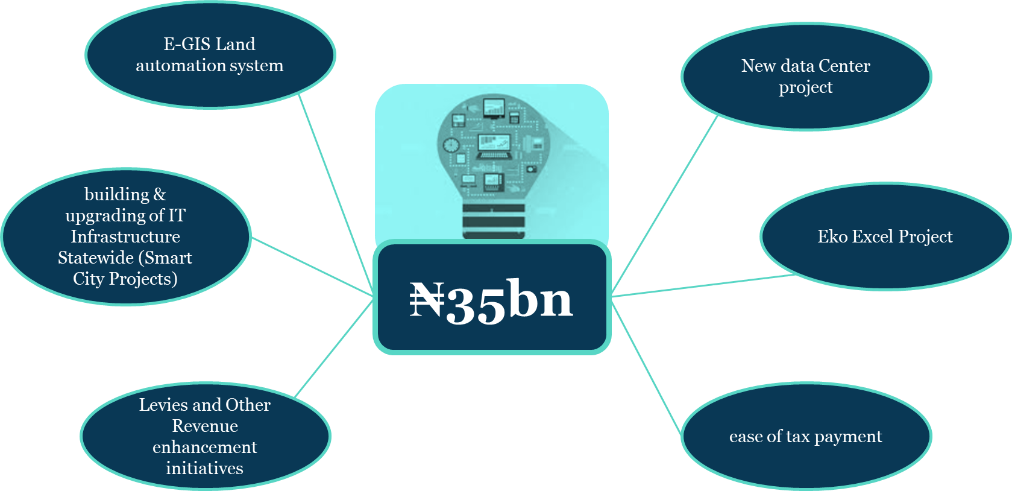 E-GIS Land
automation system
New data Center
project
building &
upgrading of IT
Infrastructure
Statewide (Smart
City Projects)
Eko Excel Project
₦35bn
Levies and Other
Revenue
enhancement
initiatives
ease of tax payment